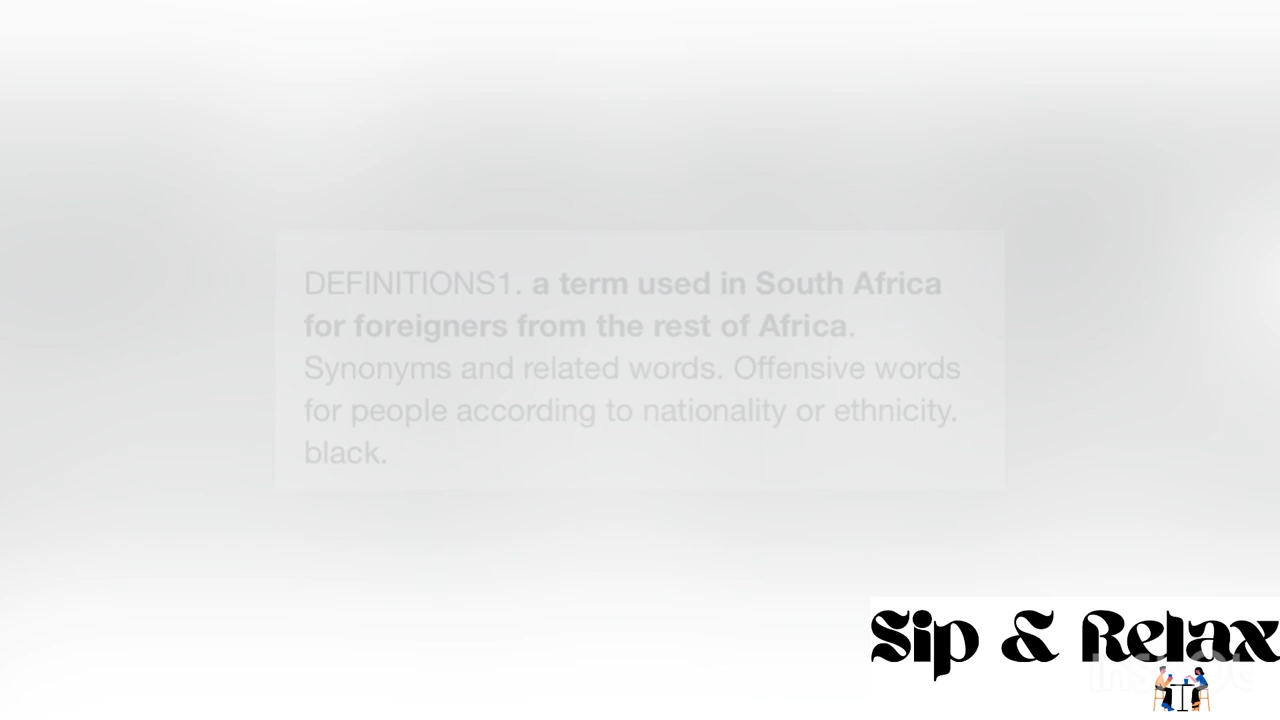 DEFINITIONS1. a term used in South Africa
for foreigners from the rest of Africa.
Synonyms and related words. Offensive words
for people according to nationality or ethnicity.
black.
Sip & Relax